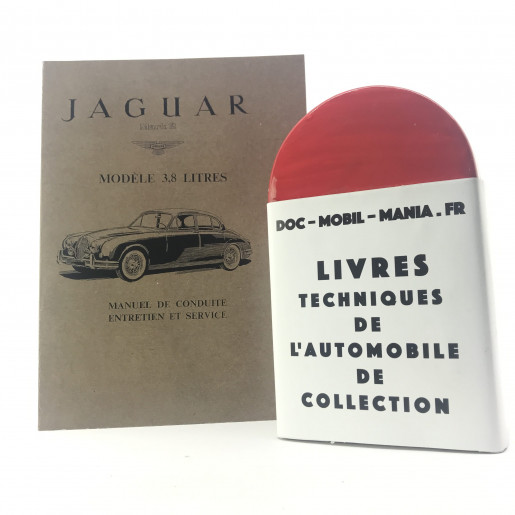 JAGUAR
MODÈLE 3,8 LITRES
MANUEL DE CONDUITE
ENTRETIEN ET SERVICE
DOC-MOBIL-MANIA.FR
LIVRES
TECHNIQUES
DE
L'AUTOMOBILE
DE
COLLECTION